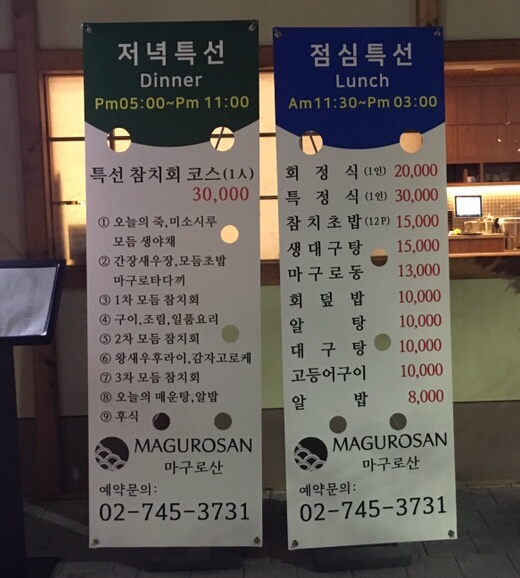 저녁특선
Dinner
Pm05:00~Pm 11:00
특선 참치회 코스(1人)
30,000
① 오늘의 죽,미소시루
모듬 생야채
② 간장새우장,모듬초밥
마구로타다끼
③ 1차 모듬 참치회
④ 구이,조림,일품요리
⑤ 2차 모듬 참치회
⑥ 왕새우후라이,감자고로케
⑦ 3차 모듬 참치회
⑧ 오늘의 매운탕,알밥
⑨ 후식
MAGUROSAN
마구로산
예약문의:
02-745-3731
점심특선
Lunch
Am11:30~Pm 03:00
회 정 식 (1인) 20,000
특 정 식 (1인) 30,000
참치초밥 (12P) 15,000
생대구탕 15,000
마구로동 13,000
회 덮 밥 10,000
알 탕 10,000
대 구 탕 10,000
고등어구이 10,000
알 밥 8,000
MAGUROSAN
마구로산
예약문의:
02-745-3731